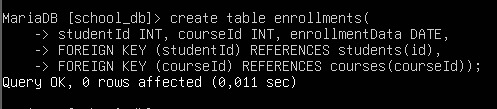 MariaDB [school_db]> create table enrollments(
-> studentId INT, courseId INT, enrollmentData DATE,
-> FOREIGN KEY (studentId) REFERENCES students(id),
-> FOREIGN KEY (courseId) REFERENCES courses(courseId));
Query OK, 0 rows affected (0,011 sec)